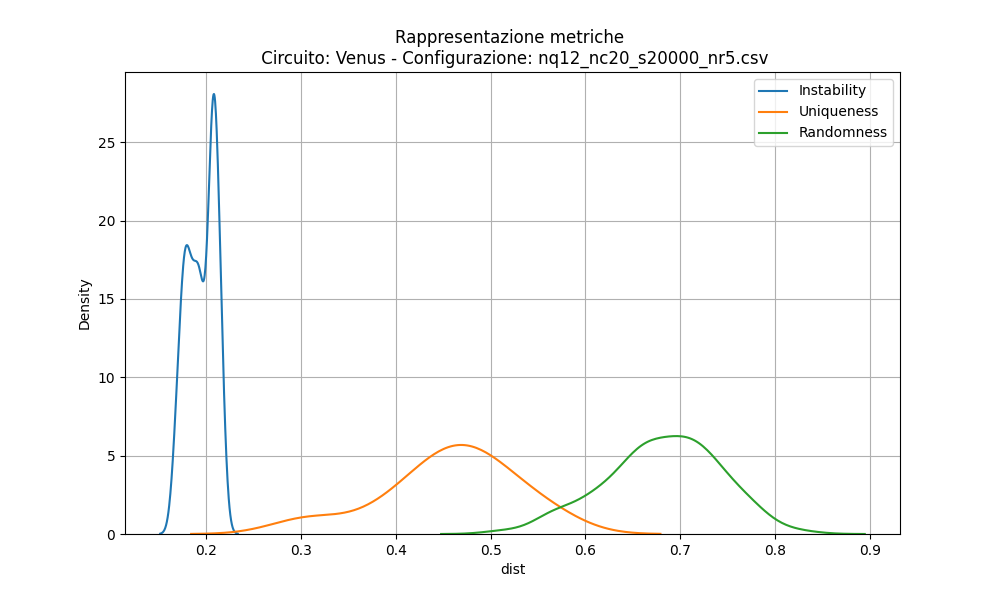 Rappresentazione metriche
Circuito: Venus - Configurazione: nq12_nc20_s20000_nr5.csv
Instability
Uniqueness
Randomness
25
20
15
10
5
0
Density
0.2 0.3 0.4 0.5 0.6 0.7 0.8 0.9
dist